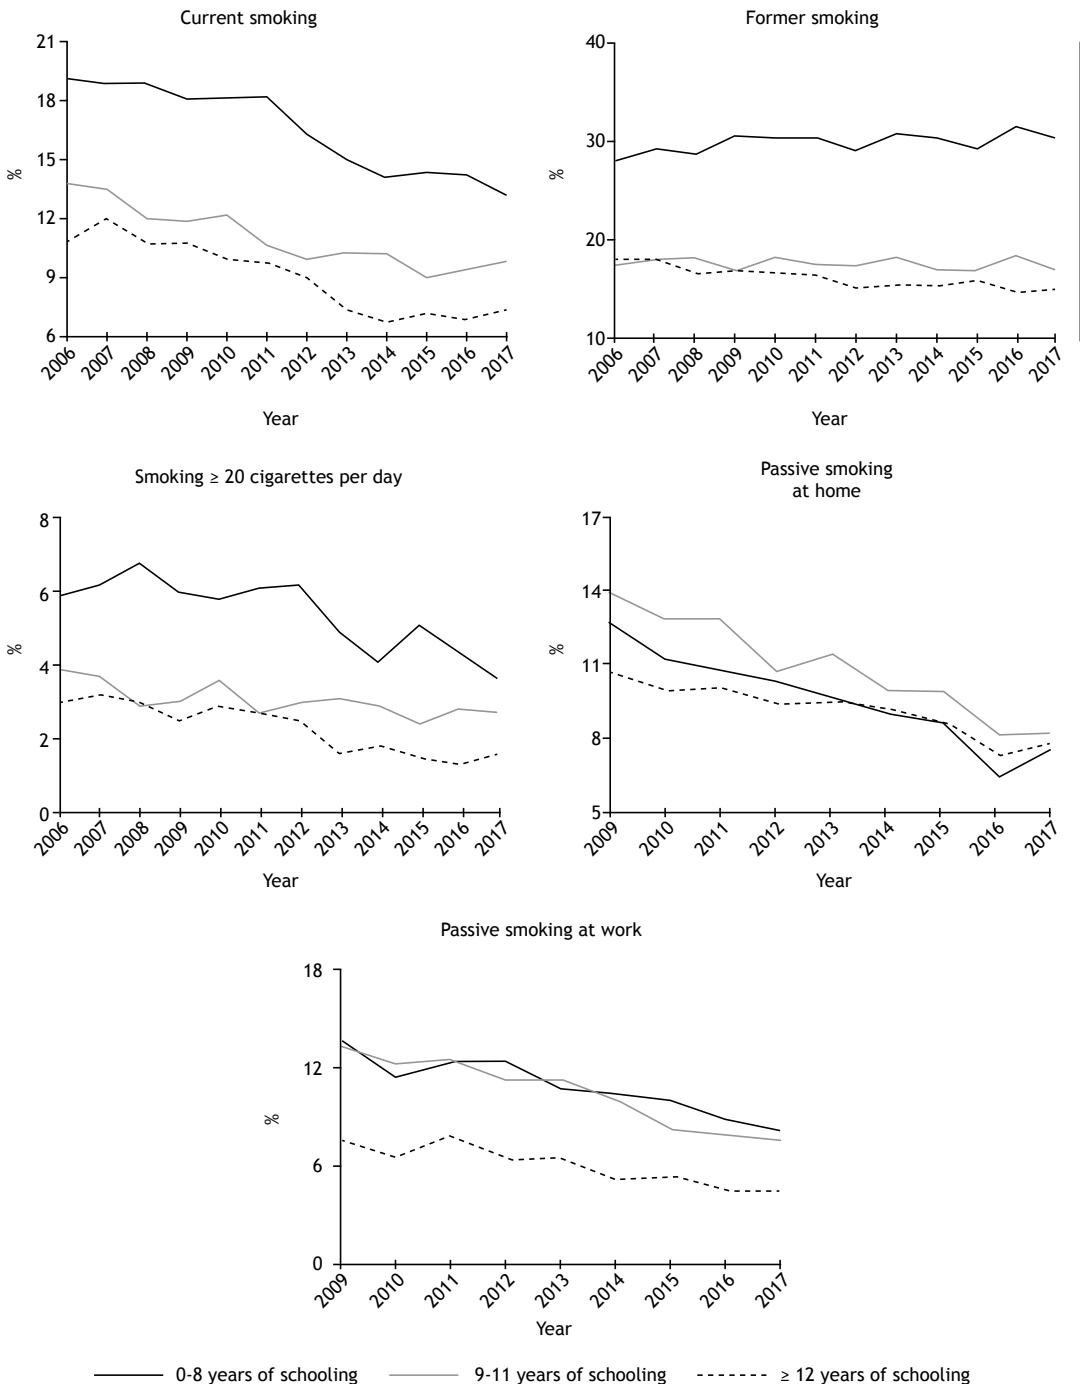 Current smoking
21
18
15
12
9
6
%
2006 2007 2008 2009 2010 2011 2012 2013 2014 2015 2016 2017
Year
Former smoking
40
30
20
10
%
2006 2007 2008 2009 2010 2011 2012 2013 2014 2015 2016 2017
Year
Smoking ≥ 20 cigarettes per day
8
6
4
2
0
%
2006 2007 2008 2009 2010 2011 2012 2013 2014 2015 2016 2017
Year
Passive smoking
at home
17
14
11
8
5
%
2009 2010 2011 2012 2013 2014 2015 2016 2017
Year
Passive smoking at work
18
12
6
0
%
2009 2010 2011 2012 2013 2014 2015 2016 2017
Year
0-8 years of schooling 9-11 years of schooling ≥ 12 years of schooling